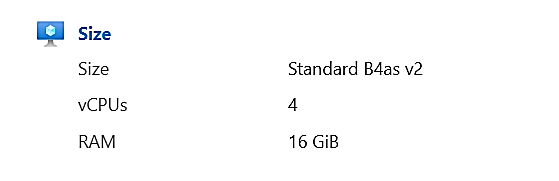 Size
Size Standard B4as v2
vCPUs 4
RAM 16 GiB